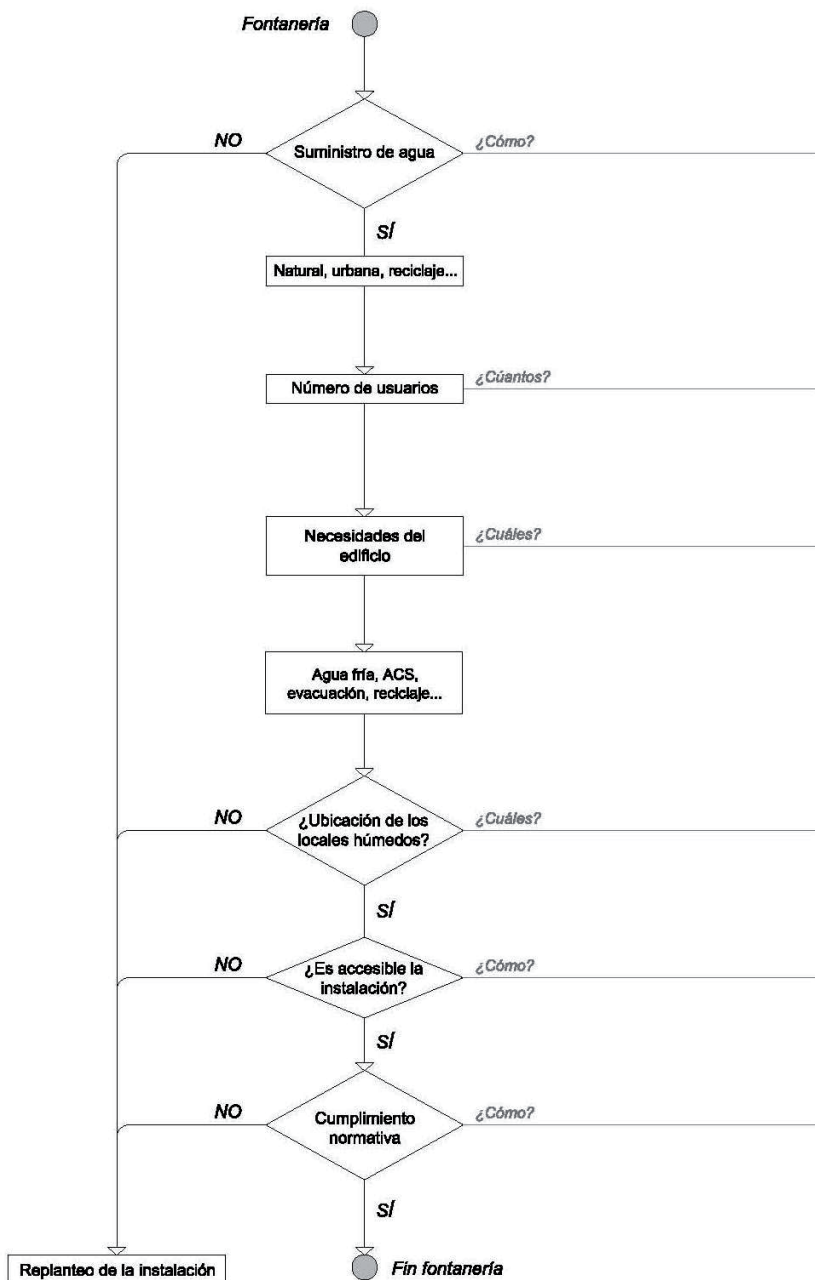 Fontanería
NO
Suministro de agua
¿Cómo?
SÍ
Natural, urbana, reciclaje...
Número de usuarios
¿Cúantos?
Necesidades del
edificio
¿Cuáles?
Agua fría, ACS,
evacuación, reciclaje...
NO
¿Ubicación de los
locales húmedos?
¿Cuáles?
SÍ
NO
¿Es accesible la
instalación?
¿Cómo?
SÍ
NO
Cumplimiento
normativa
¿Cómo?
SÍ
Replanteo de la instalación
Fin fontanería